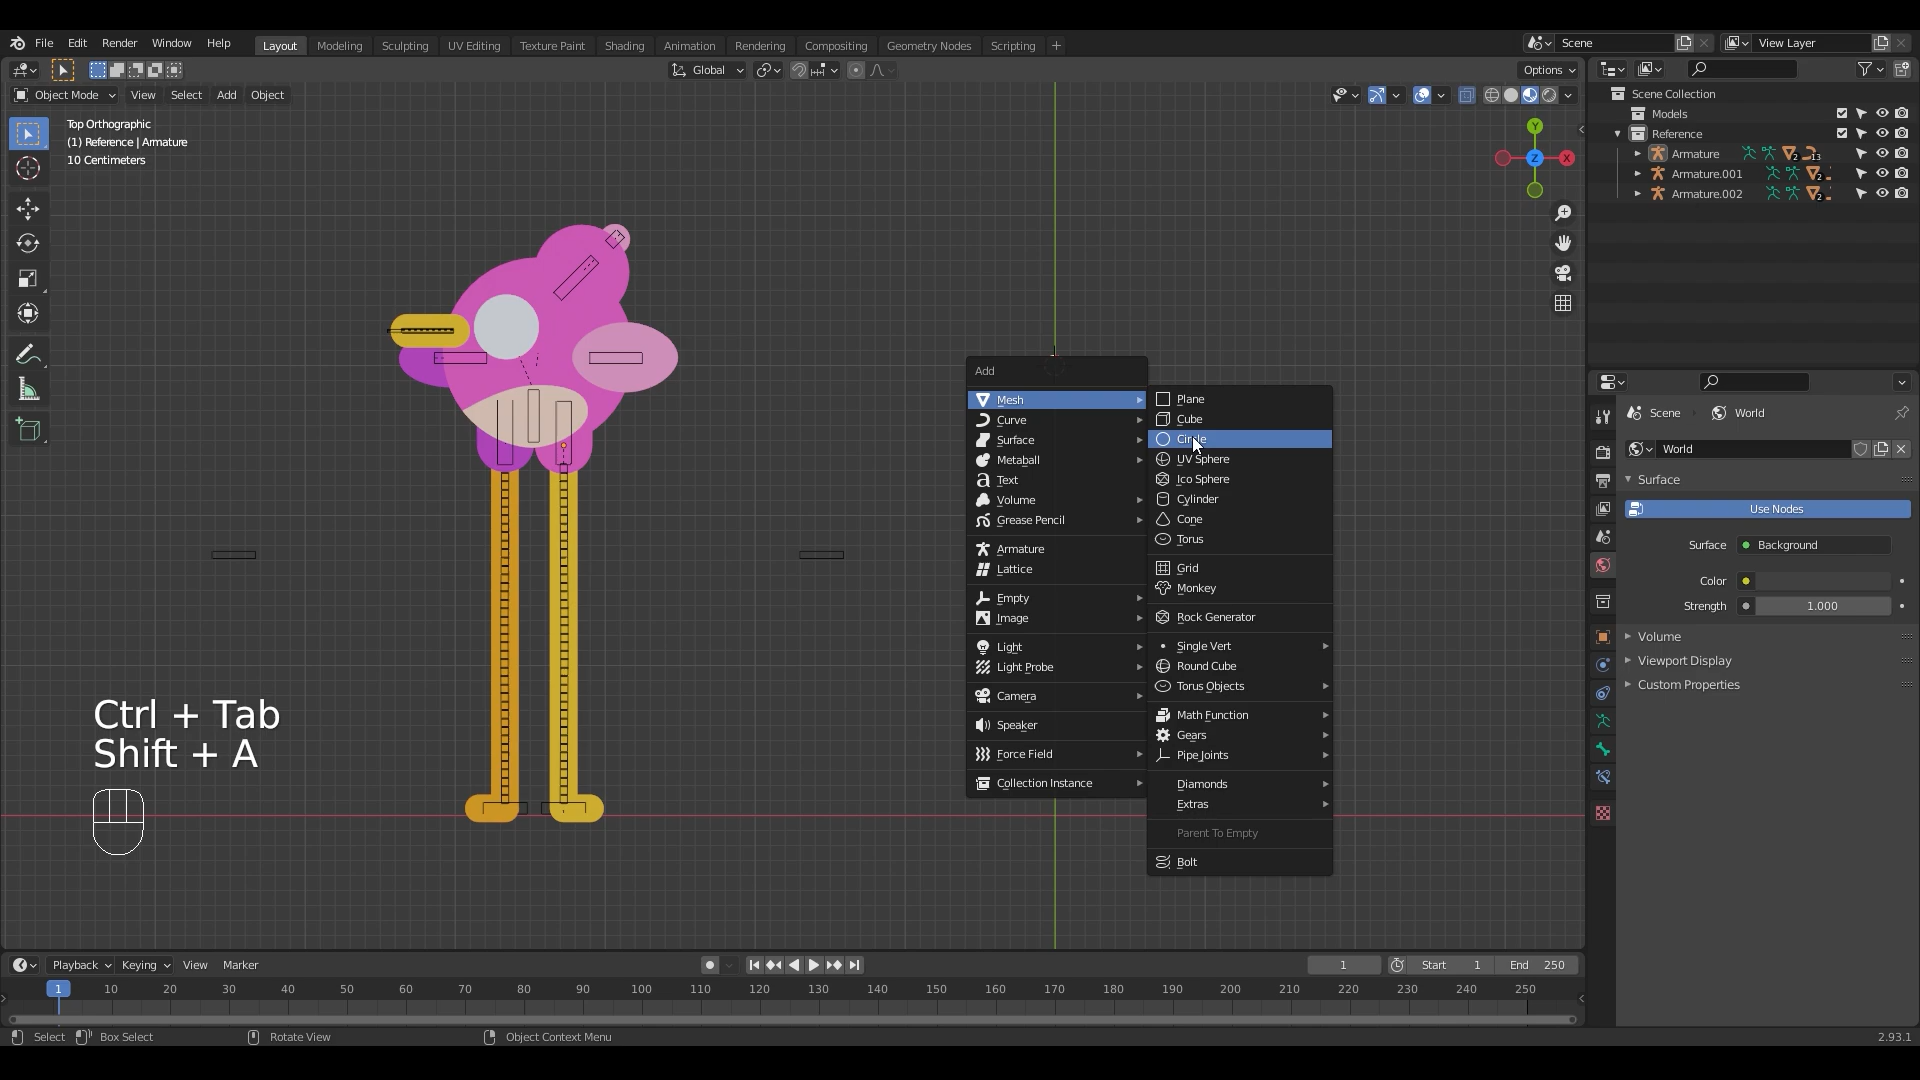 File Edit Render Window Help Layout Modeling Sculpting UV Editing Texture Paint Shading Animation Rendering Compositing Geometry Nodes Scripting + Scene View Layer
Global Options
Object Mode View Select Add Object
Top Orthographic
(1) Reference | Armature
10 Centimeters
Y
Z
X
Scene Collection
Models
Reference
Armature 2 13
Armature.001 2
Armature.002 2
Scene World
World
Surface
Use Nodes
Surface Background
Color
Strength 1.000
Volume
Viewport Display
Custom Properties
Add
Mesh
Curve
Surface
Metaball
Text
Volume
Grease Pencil
Armature
Lattice
Empty
Image
Light
Light Probe
Camera
Speaker
Force Field
Collection Instance
Plane
Cube
Circle
UV Sphere
Ico Sphere
Cylinder
Cone
Torus
Grid
Monkey
Rock Generator
Single Vert
Round Cube
Torus Objects
Math Function
Gears
Pipe Joints
Diamonds
Extras
Parent To Empty
Bolt
Ctrl + Tab
Shift + A
Playback Keying View Marker 1 Start 1 End 250
1 10 20 30 40 50 60 70 80 90 100 110 120 130 140 150 160 170 180 190 200 210 220 230 240 250
Select Box Select Rotate View Object Context Menu 2.93.1